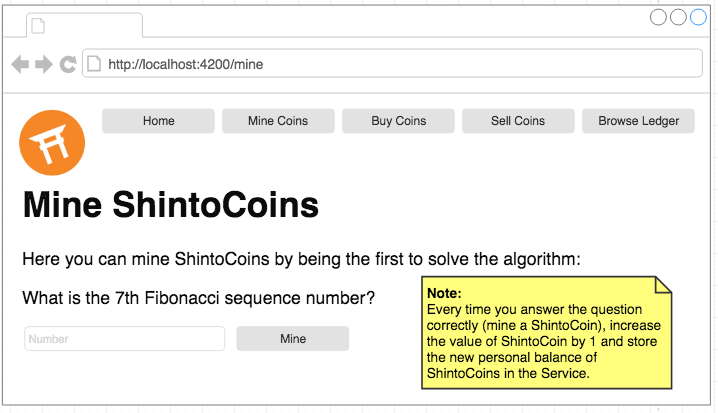 http://localhost:4200/mine
Home
Mine Coins
Buy Coins
Sell Coins
Browse Ledger
Mine ShintoCoins
Here you can mine ShintoCoins by being the first to solve the algorithm:
What is the 7th Fibonacci sequence number?
Number
Mine
Note:
Every time you answer the question
correctly (mine a ShintoCoin), increase
the value of ShintoCoin by 1 and store
the new personal balance of
ShintoCoins in the Service.